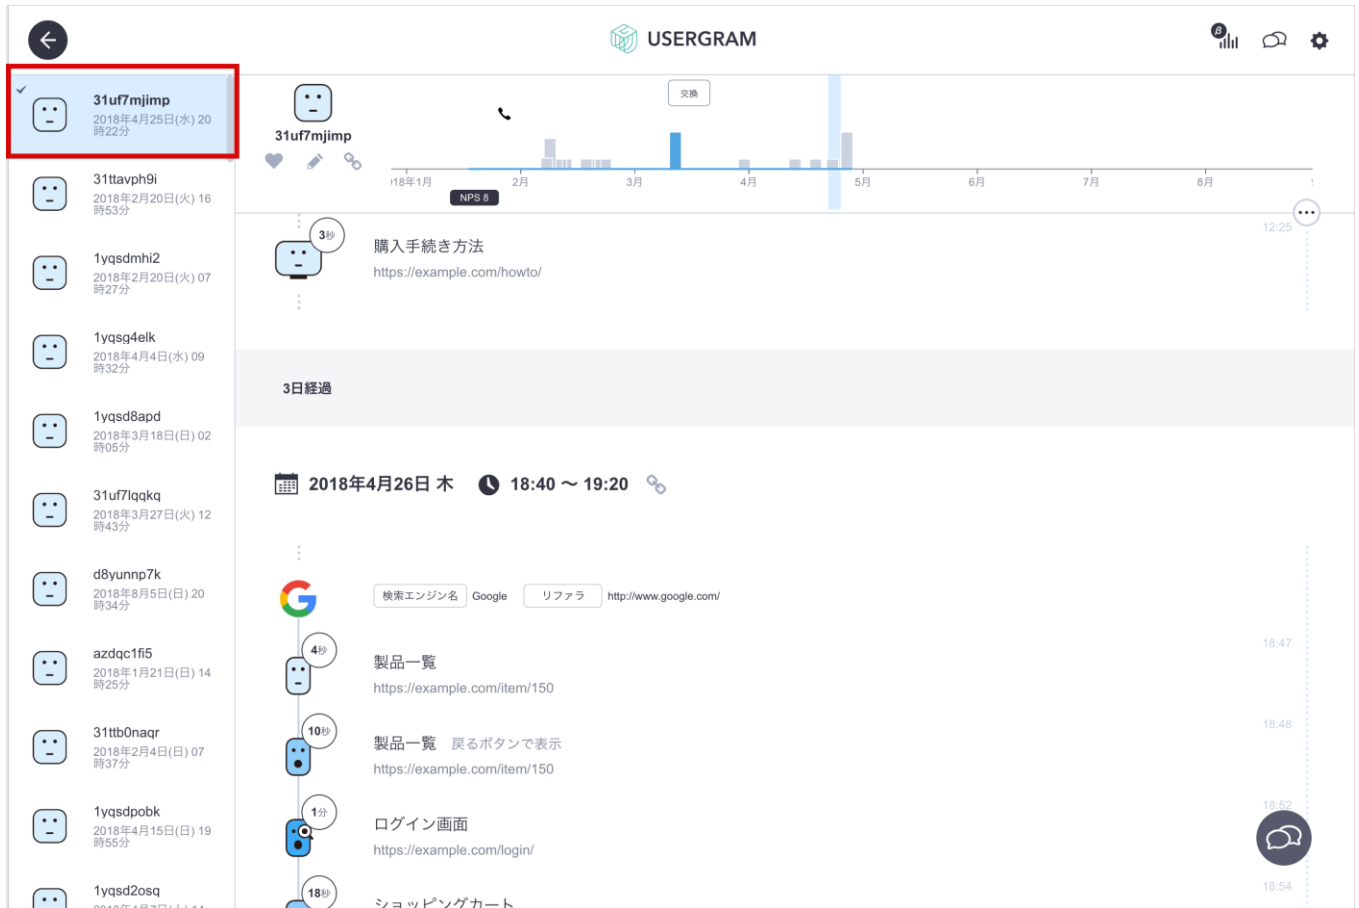 USERGRAM
β
31uf7mjimp
2018年4月25日(水) 20
時22分
31ttavph9i
2018年2月20日(火) 16
時53分
1yqsdmhi2
2018年2月20日(火) 07
時27分
1yqsg4elk
2018年4月4日(水) 09
時32分
1yqsd8apd
2018年3月18日(日) 02
時05分
31uf7lqqkq
2018年3月27日(火) 12
時43分
d8yunnp7k
2018年8月5日(日) 20
時34分
azdqc1fi5
2018年1月21日(日) 14
時25分
31ttb0naqr
2018年2月4日(日) 07
時37分
1yqsdpobk
2018年4月15日(日) 19
時55分
1yqsd2osq
31uf7mjimp
交換
18年1月 2月 3月 4月 5月 6月 7月 8月
NPS 8
12:25
3秒
購入手続き方法
https://example.com/howto/
3日経過
2018年4月26日 木 18:40 〜 19:20
検索エンジン名 Google リファラ http://www.google.com/
18:47
4秒
製品一覧
https://example.com/item/150
18:48
10秒
製品一覧 戻るボタンで表示
https://example.com/item/150
18:52
1分
ログイン画面
https://example.com/login/
18:54
18秒
ショッピングカート